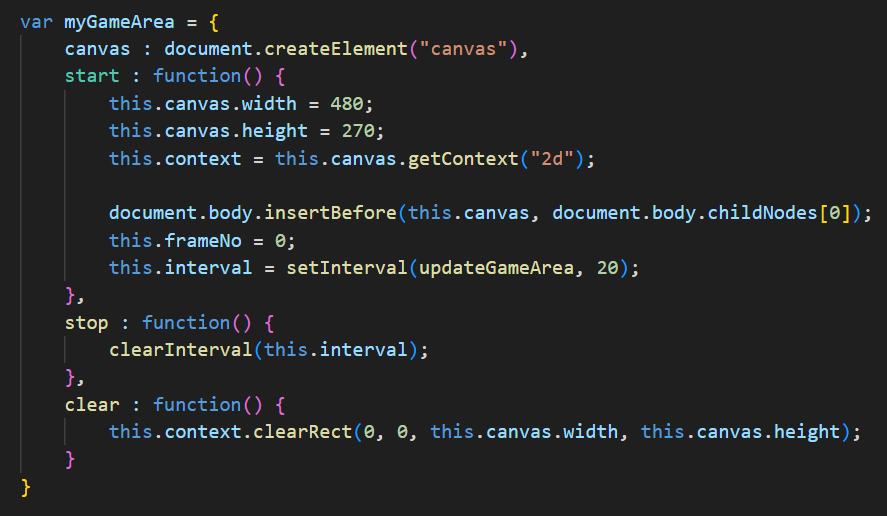 var myGameArea = {
    canvas : document.createElement("canvas"),
    start : function() {
        this.canvas.width = 480;
        this.canvas.height = 270;
        this.context = this.canvas.getContext("2d");

        document.body.insertBefore(this.canvas, document.body.childNodes[0]);
        this.frameNo = 0;
        this.interval = setInterval(updateGameArea, 20);
    },
    stop : function() {
        clearInterval(this.interval);
    },
    clear : function() {
        this.context.clearRect(0, 0, this.canvas.width, this.canvas.height);
    }
}